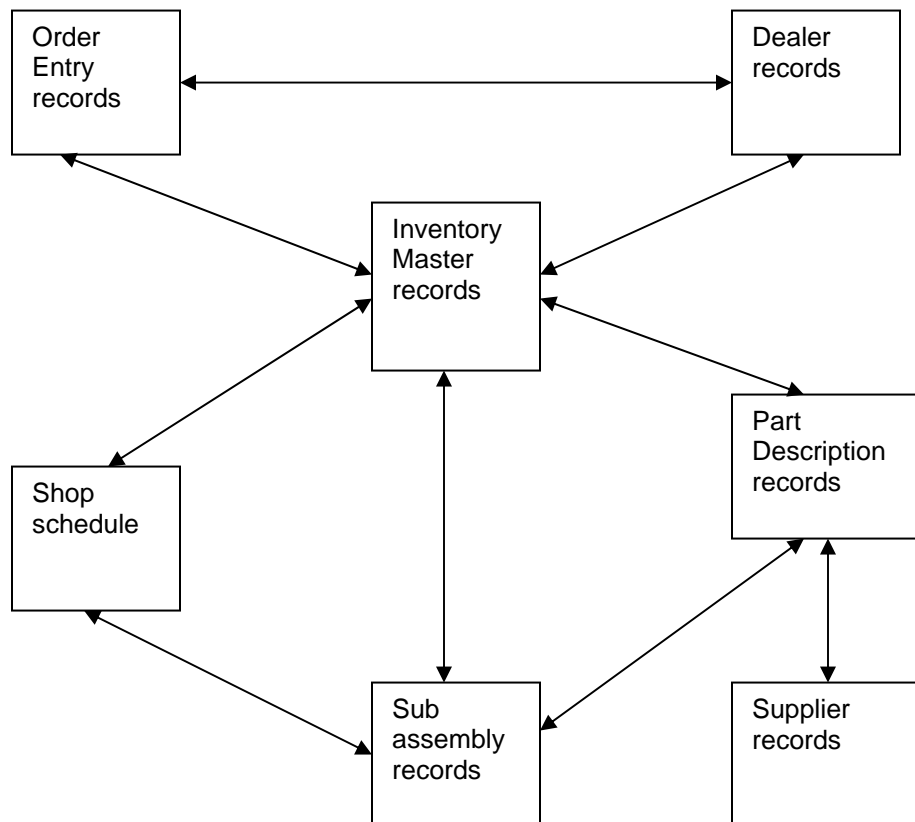 Order
Entry
records
Dealer
records
Inventory
Master
records
Part
Description
records
Shop
schedule
Sub
assembly
records
Supplier
records